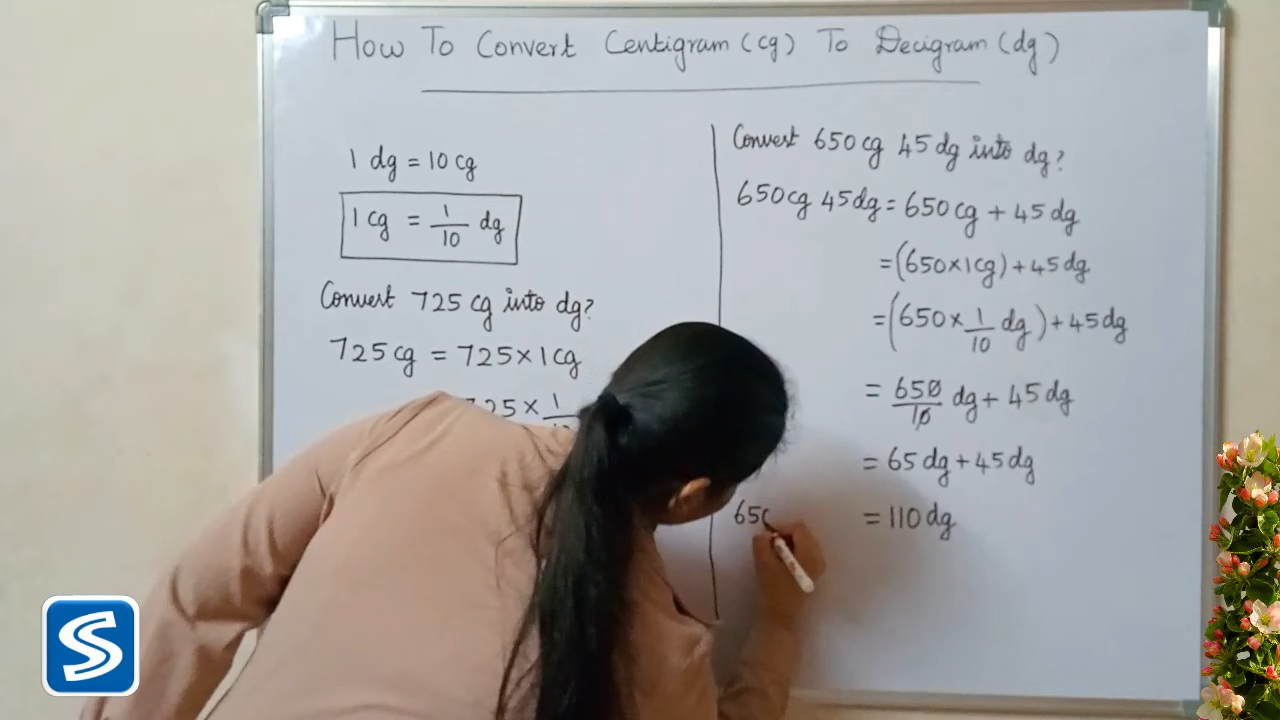 How To Convert Centigram (cg) To Decigram (dg)
1 dg = 10 cg
1 cg = 1/10 dg
Convert 725 cg into dg?
725 cg = 725 × 1 cg
725 × 1
Convert 650 cg 45 dg into dg?
650 cg 45 dg = 650 cg + 45 dg
= (650 × 1 cg) + 45 dg
= (650 × 1/10 dg) + 45 dg
= 650/10 dg + 45 dg
= 65 dg + 45 dg
650 = 110 dg
S